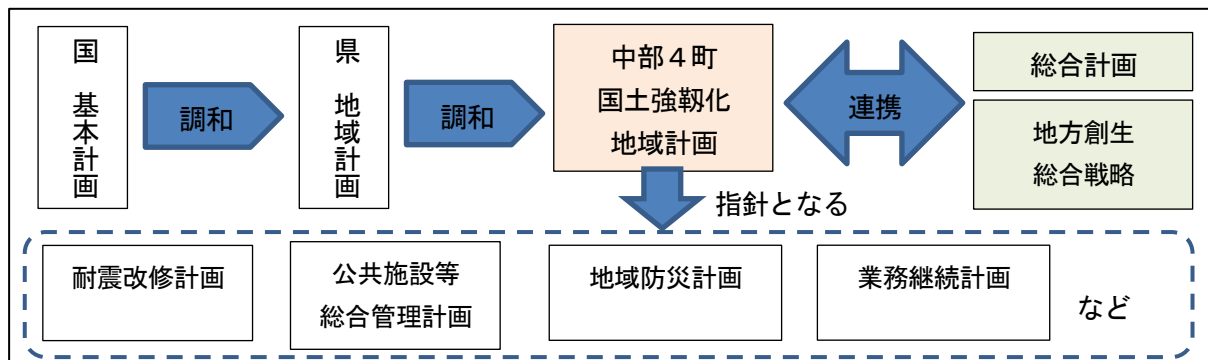 国 基本計画
調和
県 地域計画
調和
中部４町
国土強靱化
地域計画
連携
総合計画
地方創生
総合戦略
指針となる
耐震改修計画
公共施設等
総合管理計画
地域防災計画
業務継続計画
など